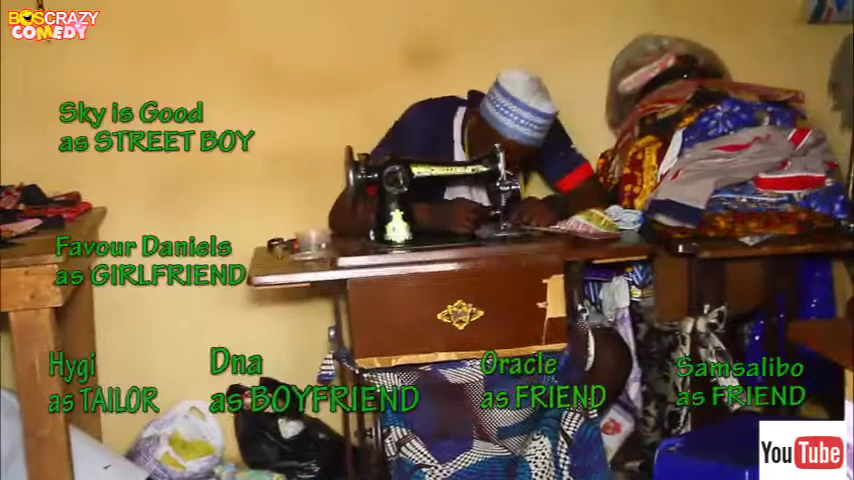 BOSCRAZY
COMEDY
Sky is Good
as STREET BOY
Favour Daniels
as GIRLFRIEND
Hygi
as TAILOR
Dna
as BOYFRIEND
Oracle
as FRIEND
Samsalibo
as FRIEND
YouTube